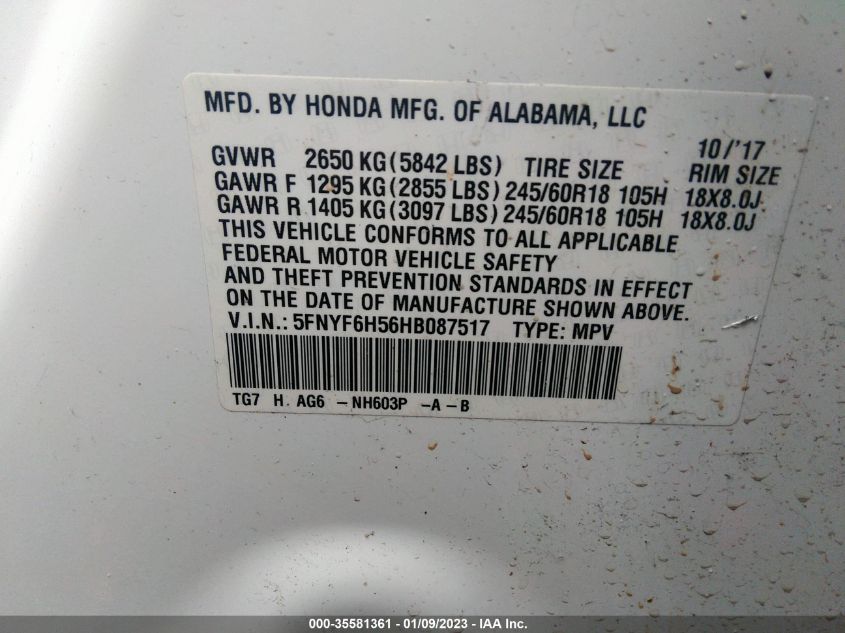 MFD. BY HONDA MFG. OF ALABAMA, LLC
10/'17
GVWR 2650 KG (5842 LBS) TIRE SIZE RIM SIZE
GAWR F 1295 KG (2855 LBS) 245/60R18 105H 18X8.0J
GAWR R 1405 KG (3097 LBS) 245/60R18 105H 18X8.0J
THIS VEHICLE CONFORMS TO ALL APPLICABLE
FEDERAL MOTOR VEHICLE SAFETY
AND THEFT PREVENTION STANDARDS IN EFFECT
ON THE DATE OF MANUFACTURE SHOWN ABOVE.
V.I.N.: 5FNYF6H56HB087517 TYPE: MPV
TG7 H. AG6 – NH603P –A – B
000-35581361 - 01/09/2023 - IAA Inc.